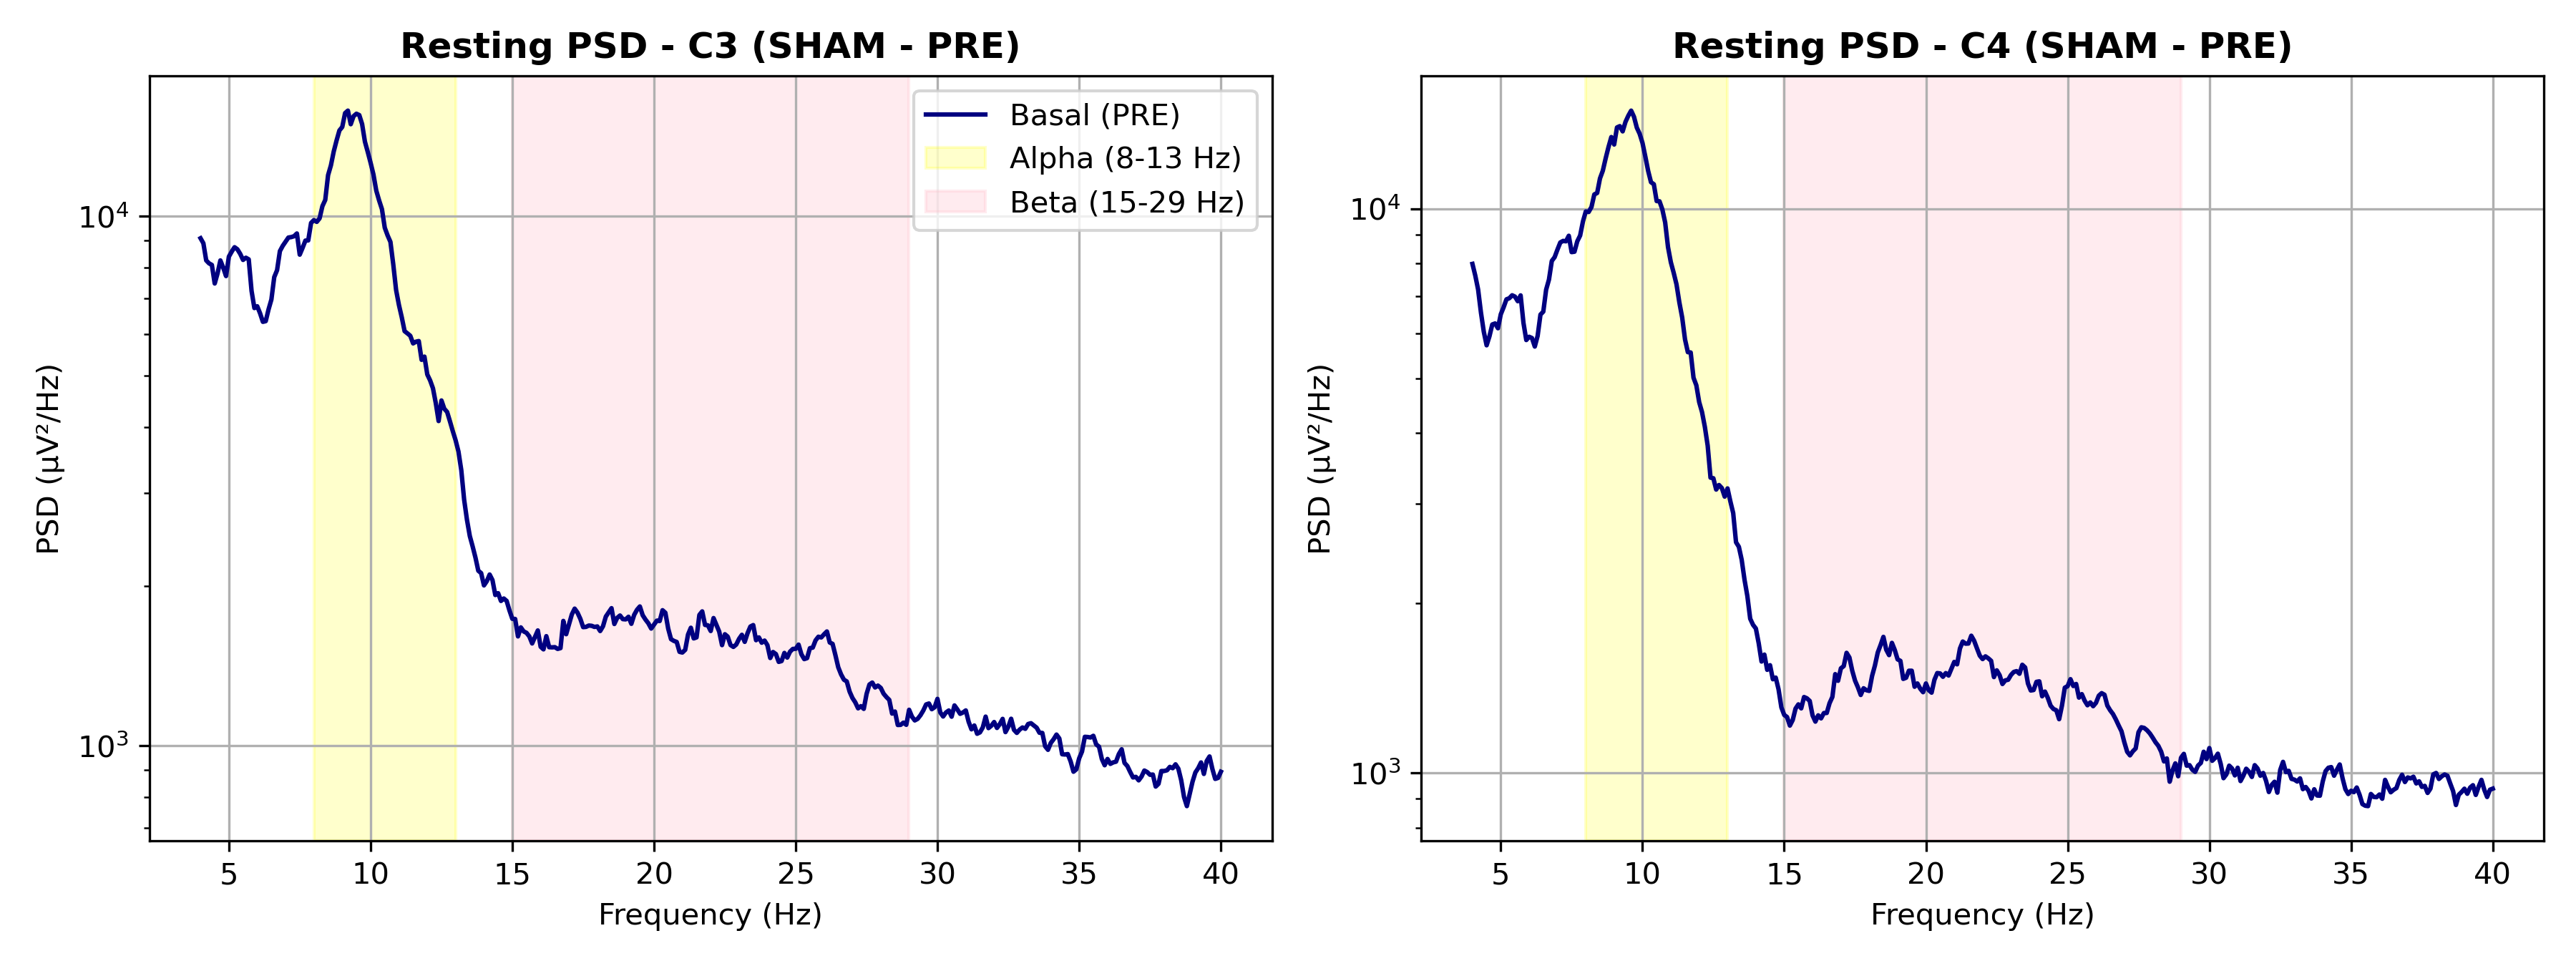 Resting PSD - C3 (SHAM - PRE)
Basal (PRE)
Alpha (8-13 Hz)
Beta (15-29 Hz)
10⁴
10³
PSD (µV²/Hz)
5 10 15 20 25 30 35 40
Frequency (Hz)
Resting PSD - C4 (SHAM - PRE)
10⁴
10³
PSD (µV²/Hz)
5 10 15 20 25 30 35 40
Frequency (Hz)